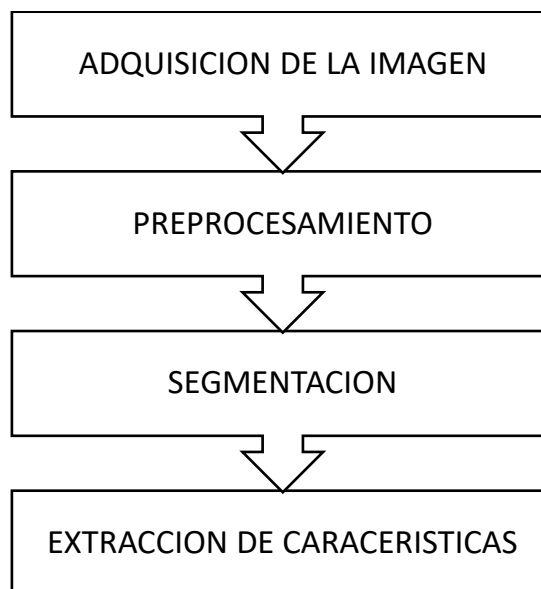 ADQUISICION DE LA IMAGEN
PREPROCESAMIENTO
SEGMENTACION
EXTRACCION DE CARACERISTICAS